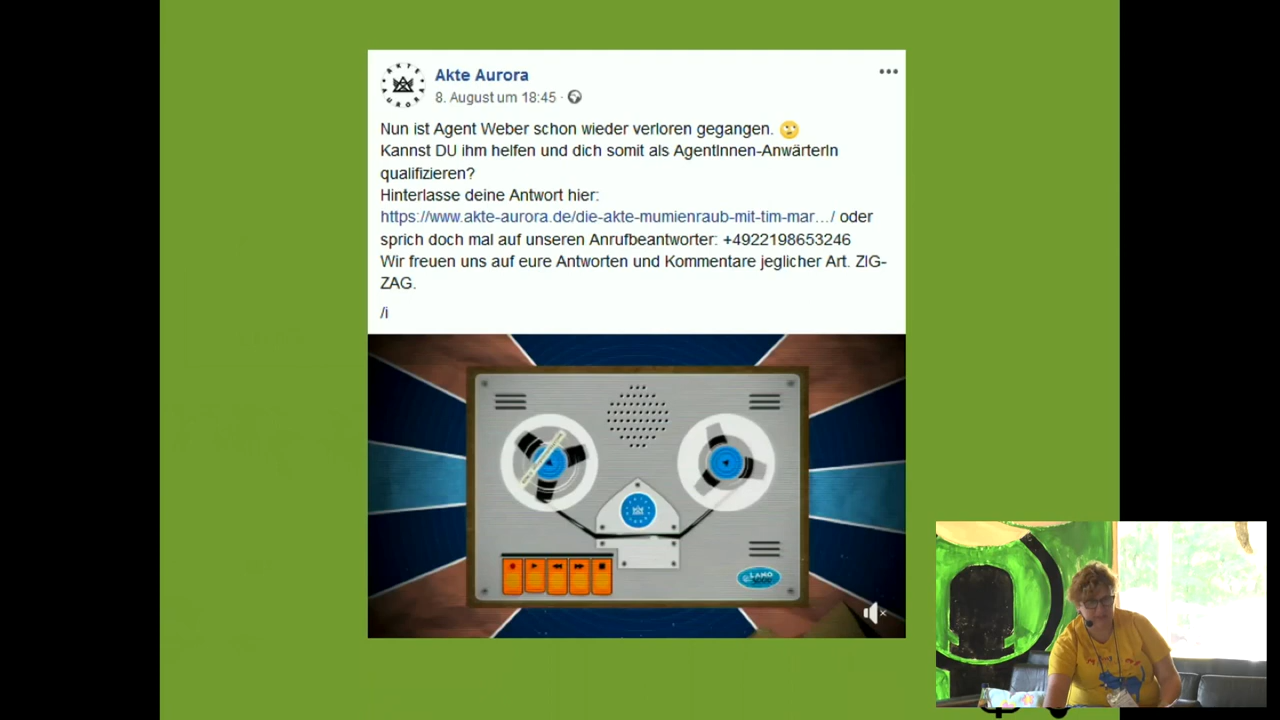 Akte Aurora
8. August um 18:45 ·
Nun ist Agent Weber schon wieder verloren gegangen. 🙄
Kannst DU ihm helfen und dich somit als AgentInnen-AnwärterIn
qualifizieren?
Hinterlasse deine Antwort hier:
https://www.akte-aurora.de/die-akte-mumienraub-mit-tim-mar.../ oder
sprich doch mal auf unseren Anrufbeantworter: +4922198653246
Wir freuen uns auf eure Antworten und Kommentare jeglicher Art. ZIG-
ZAG.
/i